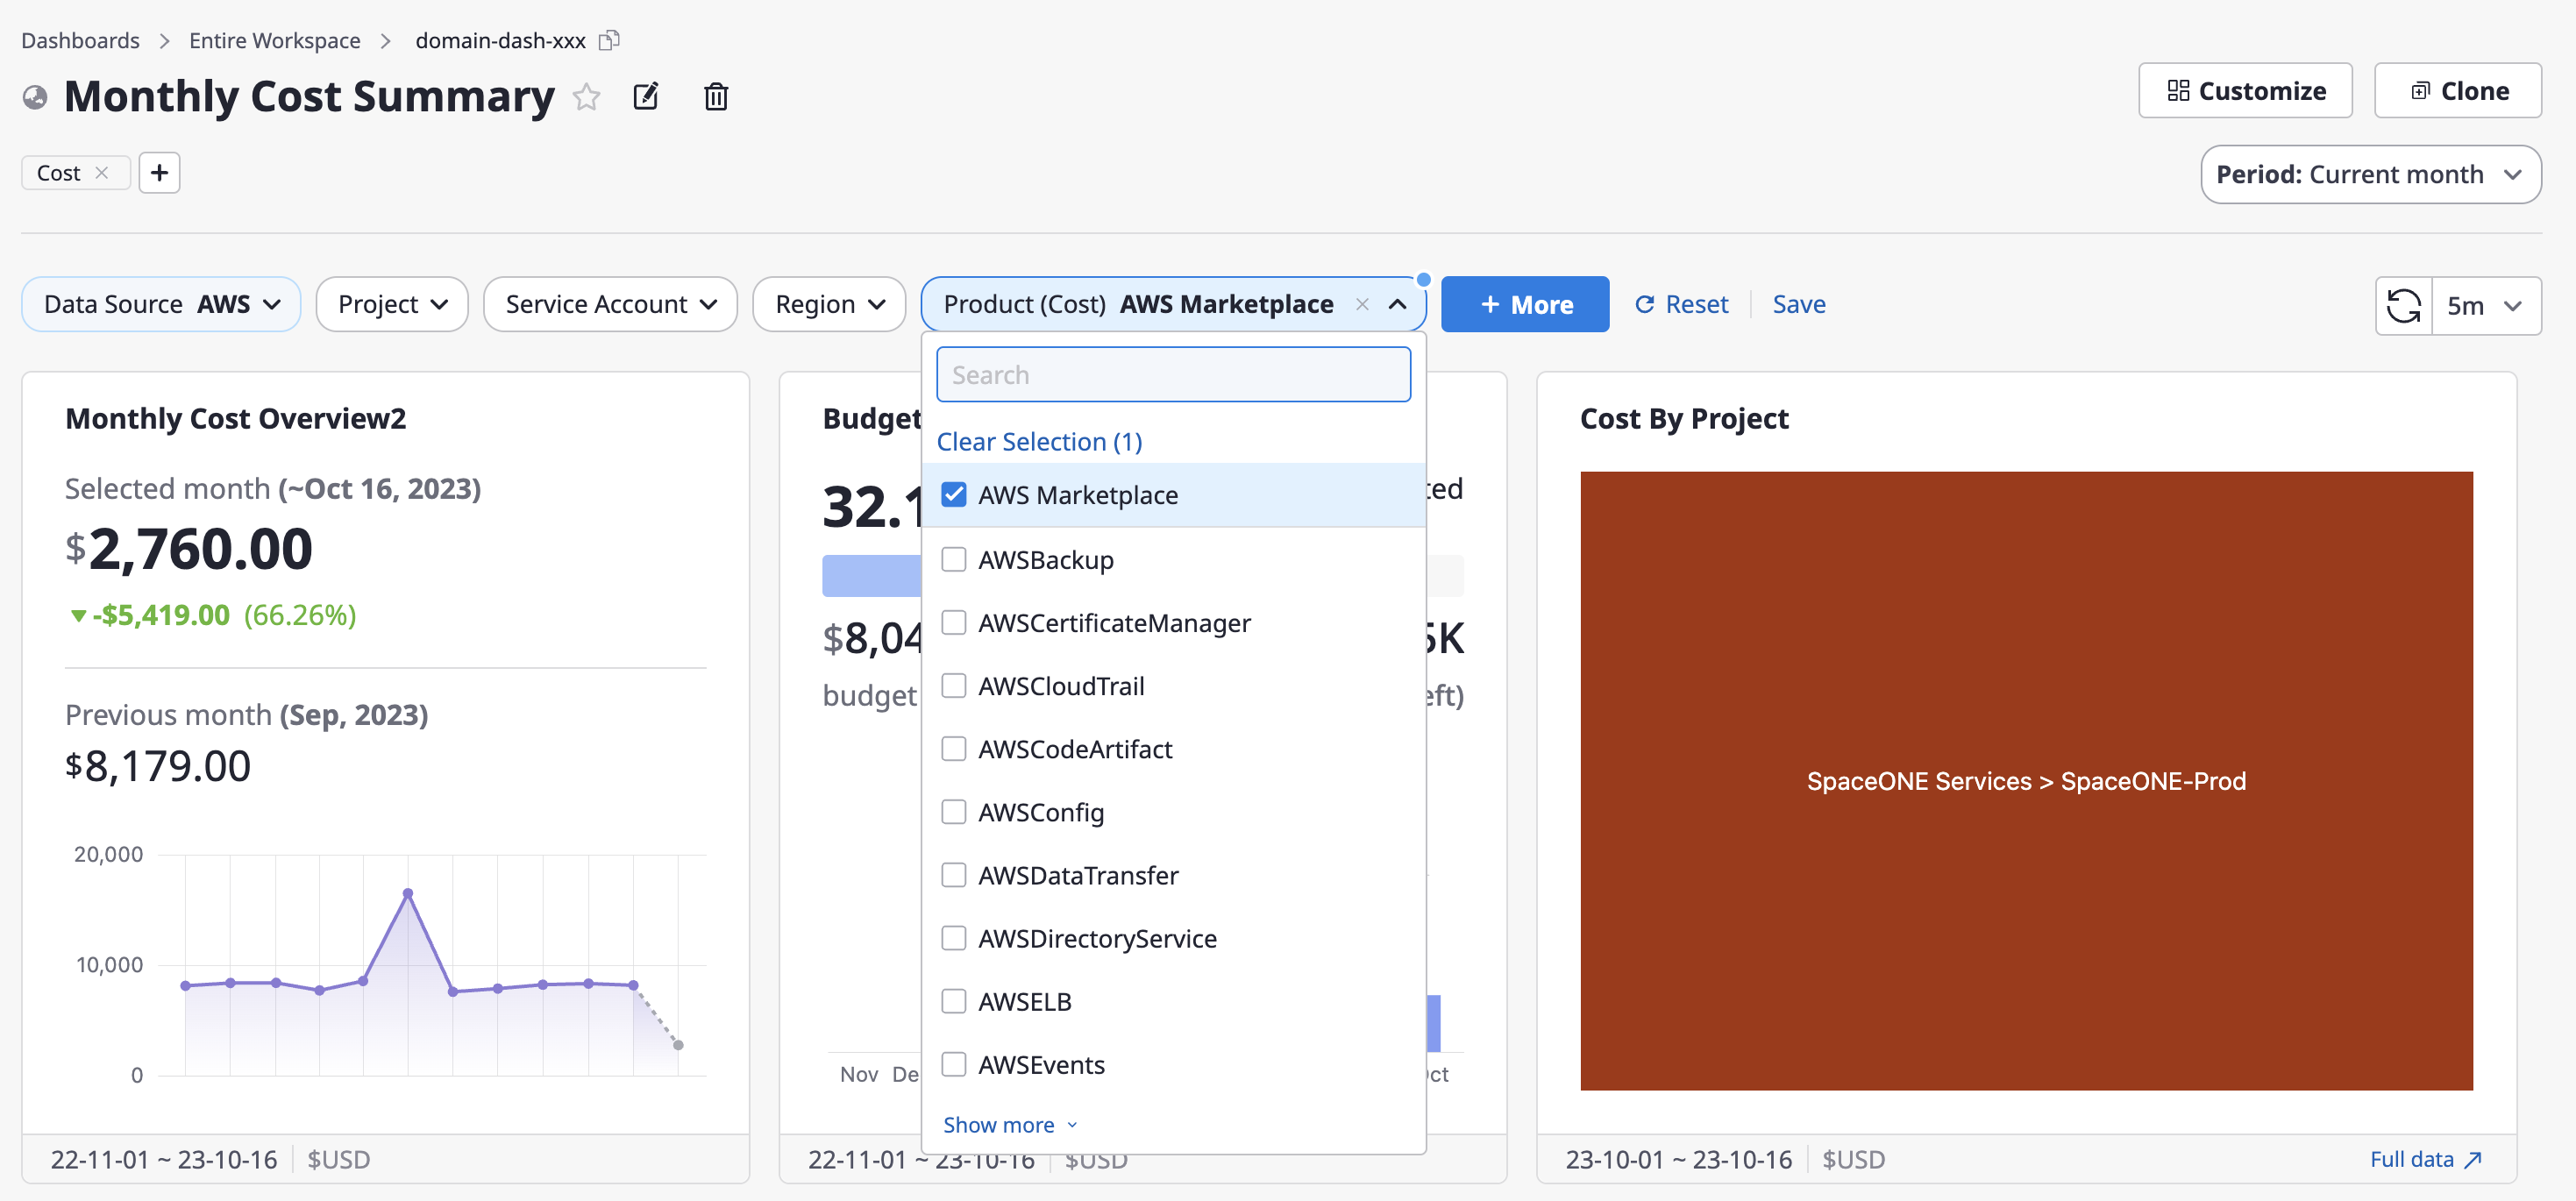 Dashboards > Entire Workspace > domain-dash-xxx
Monthly Cost Summary
Customize
Clone
Cost
Period: Current month
Data Source AWS
Project
Service Account
Region
Product (Cost) AWS Marketplace
+ More
Reset
Save
5m
Search
Clear Selection (1)
AWS Marketplace
AWSBackup
AWSCertificateManager
AWSCloudTrail
AWSCodeArtifact
AWSConfig
AWSDataTransfer
AWSDirectoryService
AWSELB
AWSEvents
Show more
Monthly Cost Overview2
Selected month (~Oct 16, 2023)
$2,760.00
-$5,419.00 (66.26%)
Previous month (Sep, 2023)
$8,179.00
20,000
10,000
0
22-11-01 ~ 23-10-16
$USD
Budget
32.1
$8,04
5K
budget
Nov
22-11-01 ~ 23-10-16
$USD
Cost By Project
SpaceONE Services > SpaceONE-Prod
23-10-01 ~ 23-10-16
$USD
Full data